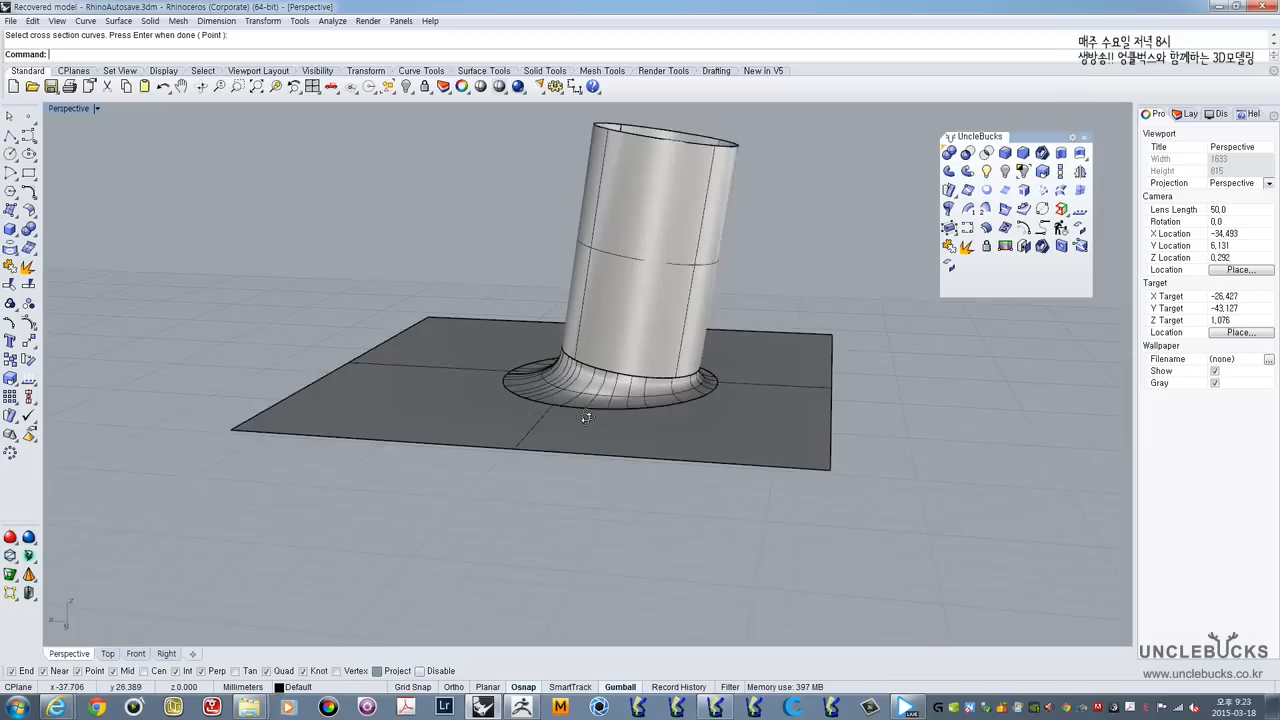 Recovered model - RhinoAutosave.3dm - Rhinoceros (Corporate) (64-bit) - [Perspective]
File Edit View Curve Surface Solid Mesh Dimension Transform Tools Analyze Render Panels Help
Select cross section curves. Press Enter when done ( Point ):
매주 수요일 저녁 8시
Command:
생방송!! 엉클벅스와 함께하는 3D모델링
Standard CPlanes Set View Display Select Viewport Layout Visibility Transform Curve Tools Surface Tools Solid Tools Mesh Tools Render Tools Drafting New in V5
Perspective
UncleBucks
Pro Lay Dis Hel
Viewport
Title Perspective
Width 1633
Height 815
Projection Perspective
Camera
Lens Length 50,0
Rotation 0,0
X Location -34,493
Y Location 6,131
Z Location 0,292
Location Place...
Target
X Target -26,427
Y Target -43,127
Z Target 1,076
Location Place...
Wallpaper
Filename (none) ...
Show
Gray
z
x
y
Perspective Top Front Right
UNCLEBUCKS
End Near Point Mid Cen Int Perp Tan Quad Knot Vertex Project Disable
www.unclebucks.co.kr
CPlane x -37.706 y 26.389 z 0.000 Millimeters Default Grid Snap Ortho Planar Osnap SmartTrack Gumball Record History Filter Memory use: 397 MB
오후 9:23
2015-03-18
Lr
M
LIVE